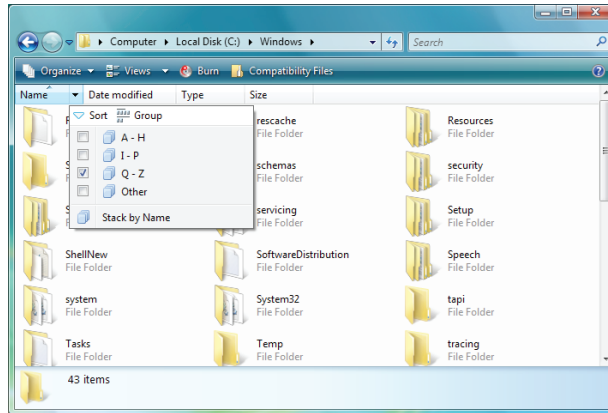 Computer Local Disk (C:) Windows Search
Organize Views Burn Compatibility Files
Name Date modified Type Size
Sort Group
A - H
I - P
Q - Z
Other
Stack by Name
rescache
File Folder
Resources
File Folder
schemas
File Folder
security
File Folder
servicing
File Folder
Setup
File Folder
ShellNew
File Folder
SoftwareDistribution
File Folder
Speech
File Folder
system
File Folder
System32
File Folder
tapi
File Folder
Tasks
File Folder
Temp
File Folder
tracing
File Folder
43 items